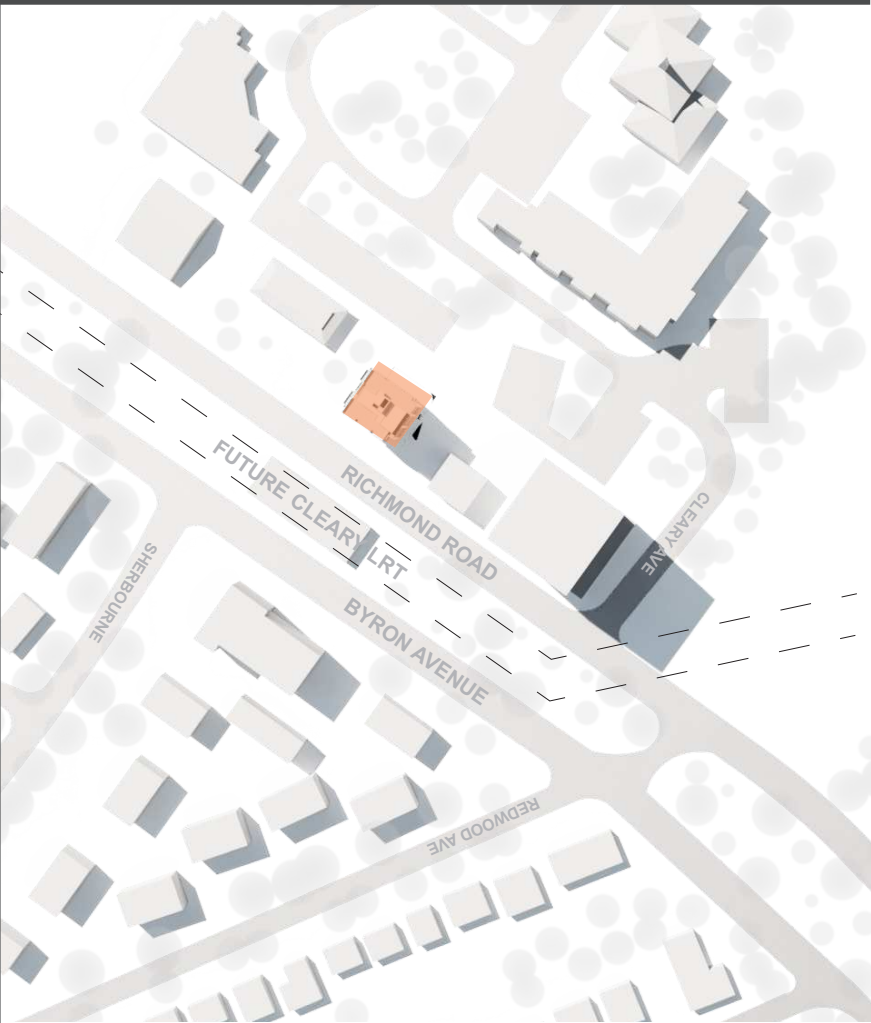 FUTURE CLEARY LRT
RICHMOND ROAD
CLEARY AVE
SHERBOURNE
BYRON AVENUE
REDWOOD AVE